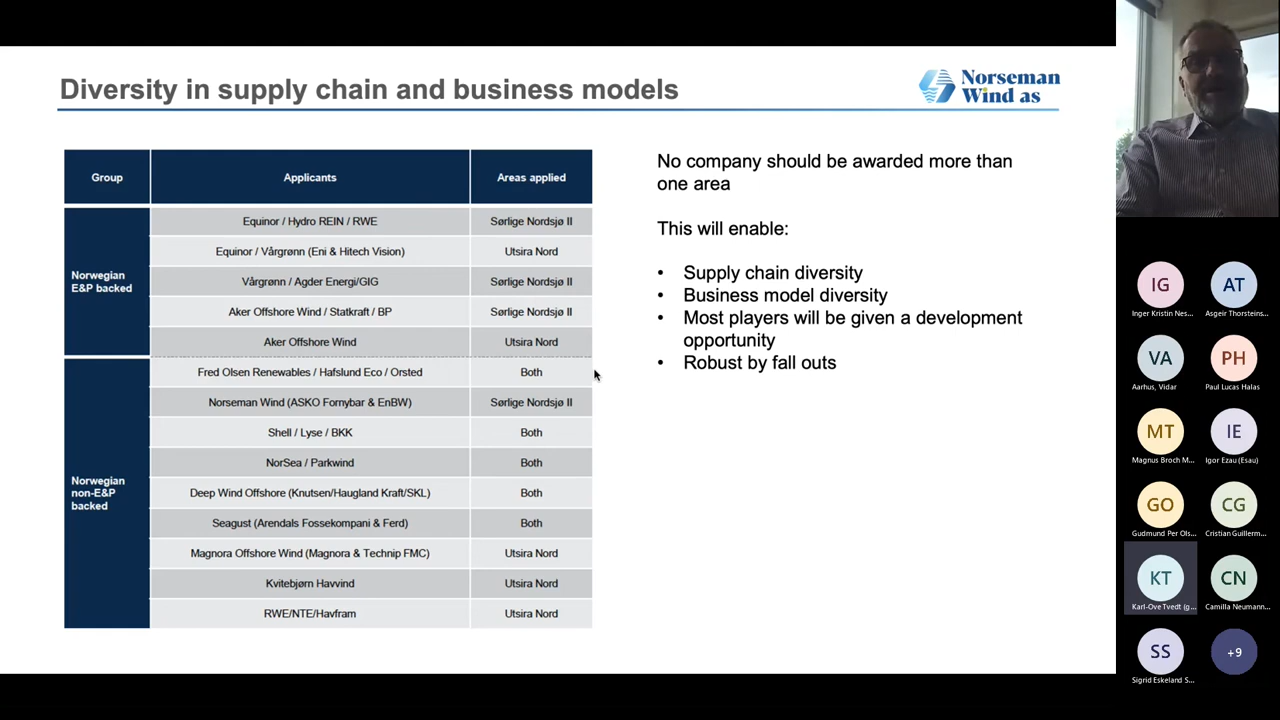 Diversity in supply chain and business models
Norseman
Wind as
Group
Applicants
Areas applied
Norwegian
E&P backed
Equinor / Hydro REIN / RWE
Sørlige Nordsjø II
Equinor / Vårgrønn (Eni & Hitech Vision)
Utsira Nord
Vårgrønn / Agder Energi/GIG
Sørlige Nordsjø II
Aker Offshore Wind / Statkraft / BP
Sørlige Nordsjø II
Aker Offshore Wind
Utsira Nord
Norwegian
non-E&P
backed
Fred Olsen Renewables / Hafslund Eco / Orsted
Both
Norseman Wind (ASKO Fornybar & EnBW)
Sørlige Nordsjø II
Shell / Lyse / BKK
Both
NorSea / Parkwind
Both
Deep Wind Offshore (Knutsen/Haugland Kraft/SKL)
Both
Seagust (Arendals Fossekompani & Ferd)
Both
Magnora Offshore Wind (Magnora & Technip FMC)
Utsira Nord
Kvitebjørn Havvind
Utsira Nord
RWE/NTE/Havfram
Utsira Nord
No company should be awarded more than
one area
This will enable:
• Supply chain diversity
• Business model diversity
• Most players will be given a development
opportunity
• Robust by fall outs
IG
Inger Kristin Nes...
AT
Asgeir Thorsteins...
VA
Aarhus, Vidar
PH
Paul Lucas Halas
MT
Magnus Broch M...
IE
Igor Ezau (Esau)
GO
Gudmund Per Ols...
CG
Cristian Guillerm...
KT
Karl-Ove Tvedt (g...
CN
Camilla Neumann...
SS
Sigrid Eskeland S...
+9